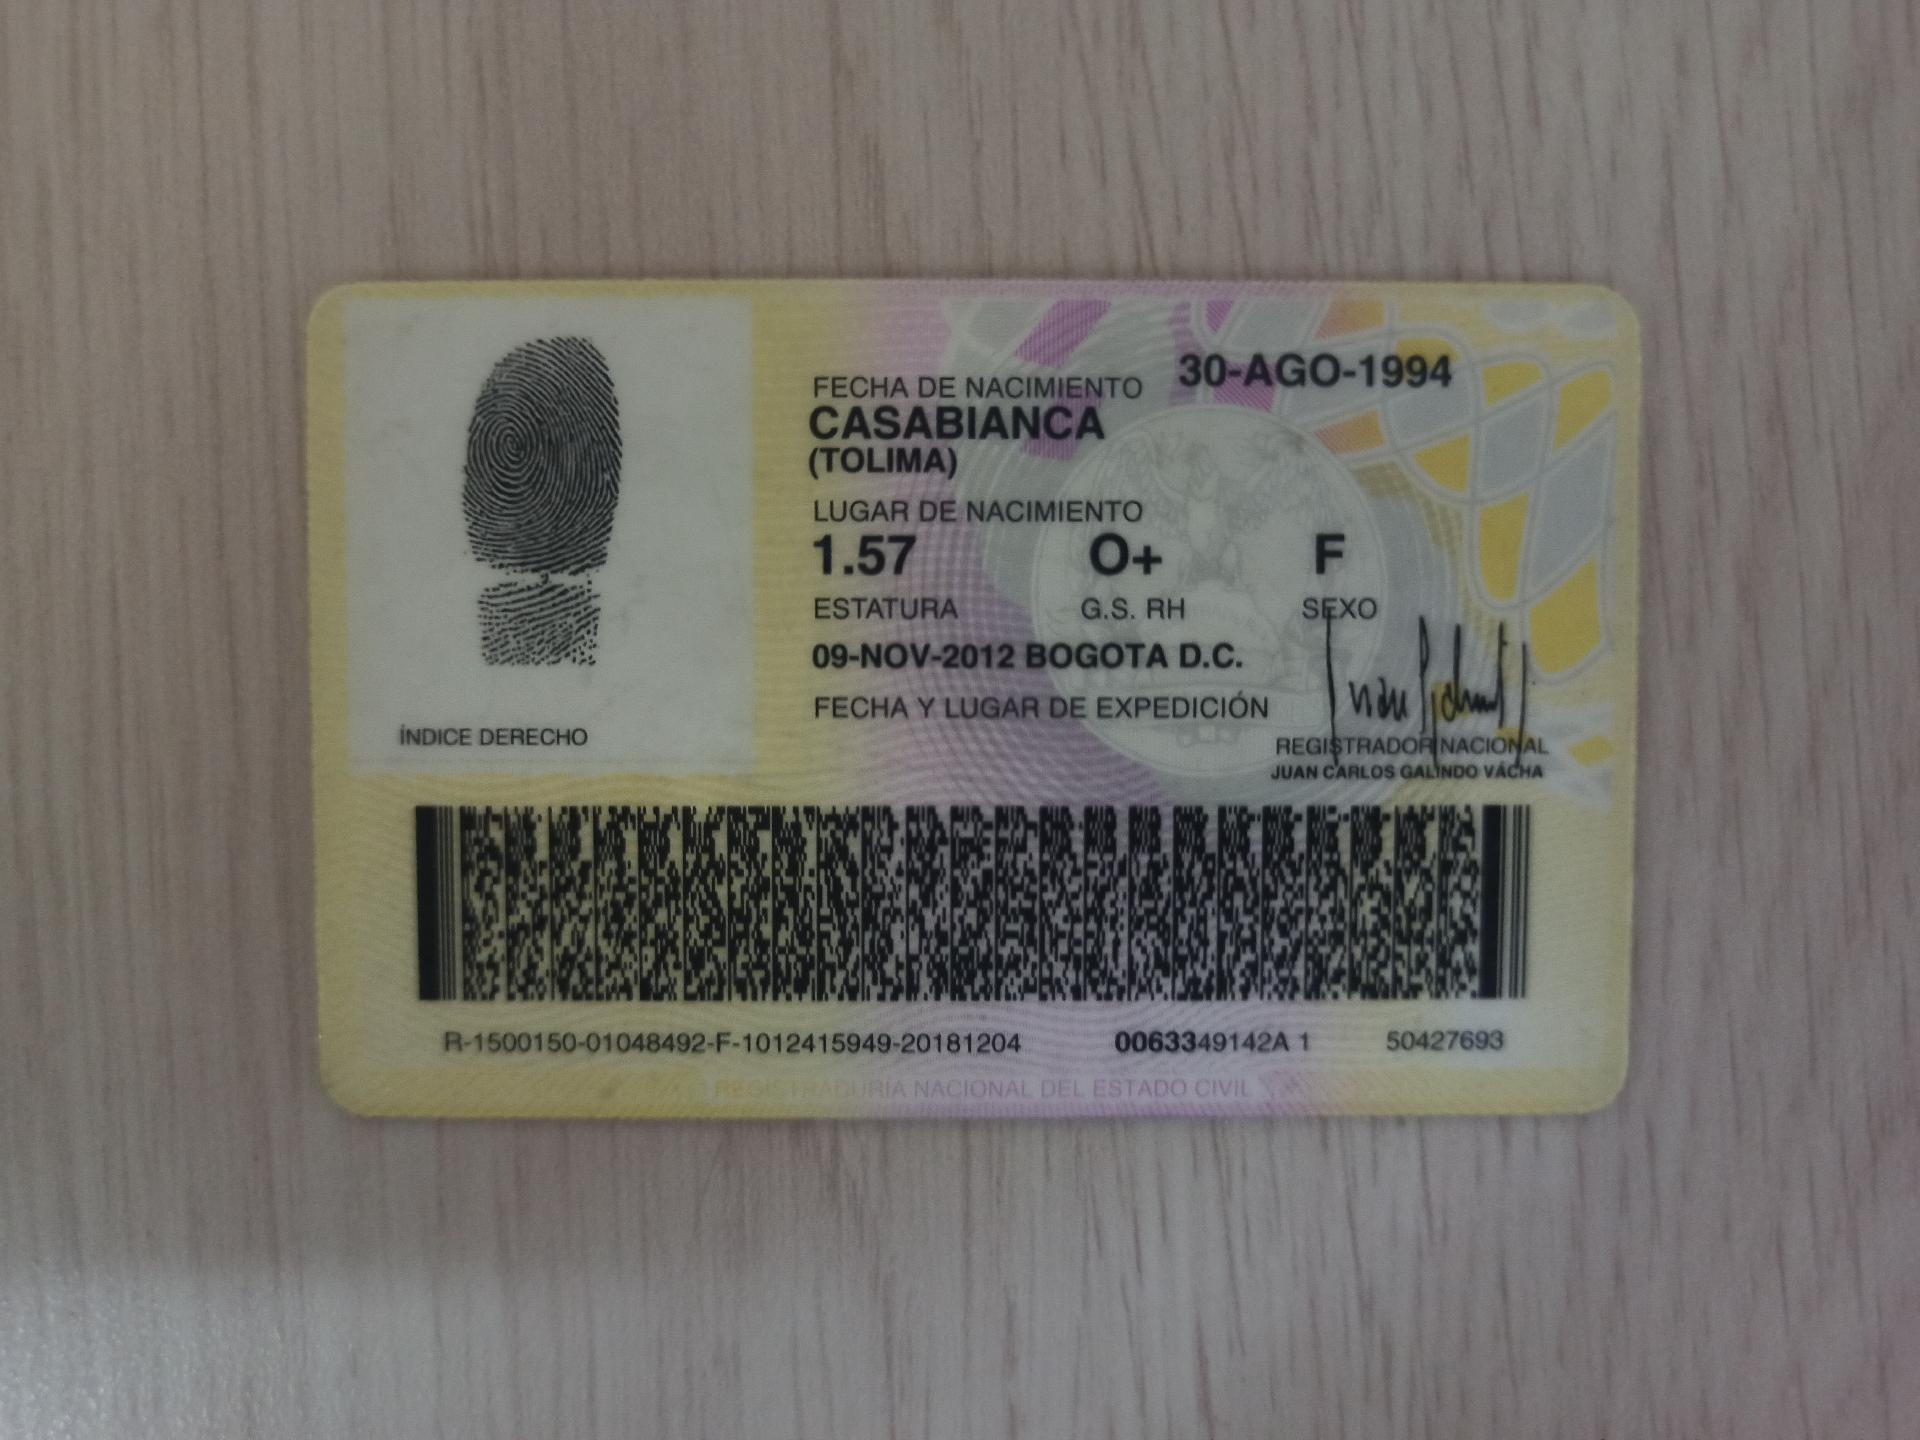 30-AGO-1994
FECHA DE NACIMIENTO
CASABIANCA
(TOLIMA)
LUGAR DE NACIMIENTO
1.57 O+ F
ESTATURA G.S. RH SEXO
09-NOV-2012 BOGOTA D.C.
FECHA Y LUGAR DE EXPEDICIÓN
ÍNDICE DERECHO
REGISTRADOR NACIONAL
JUAN CARLOS GALINDO VÁCHA
R-1500150-01048492-F-1012415949-20181204 0063349142A 1 50427693
REGISTRADURÍA NACIONAL DEL ESTADO CIVIL